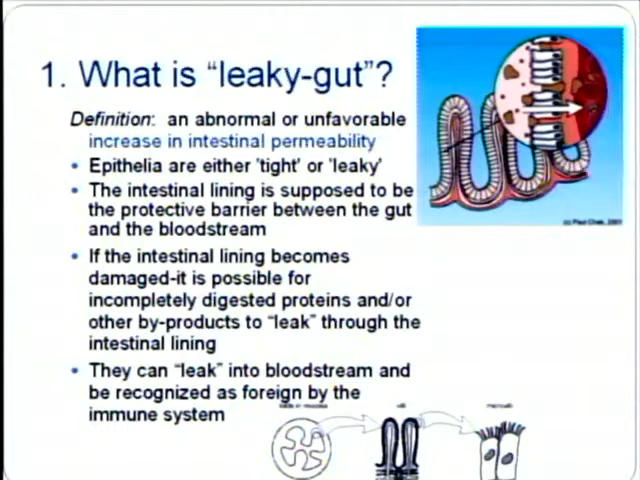 1. What is “leaky-gut”?
Definition: an abnormal or unfavorable
increase in intestinal permeability
• Epithelia are either 'tight' or 'leaky'
• The intestinal lining is supposed to be
the protective barrier between the gut
and the bloodstream
• If the intestinal lining becomes
damaged-it is possible for
incompletely digested proteins and/or
other by-products to “leak” through the
intestinal lining
• They can “leak” into bloodstream and
be recognized as foreign by the
immune system